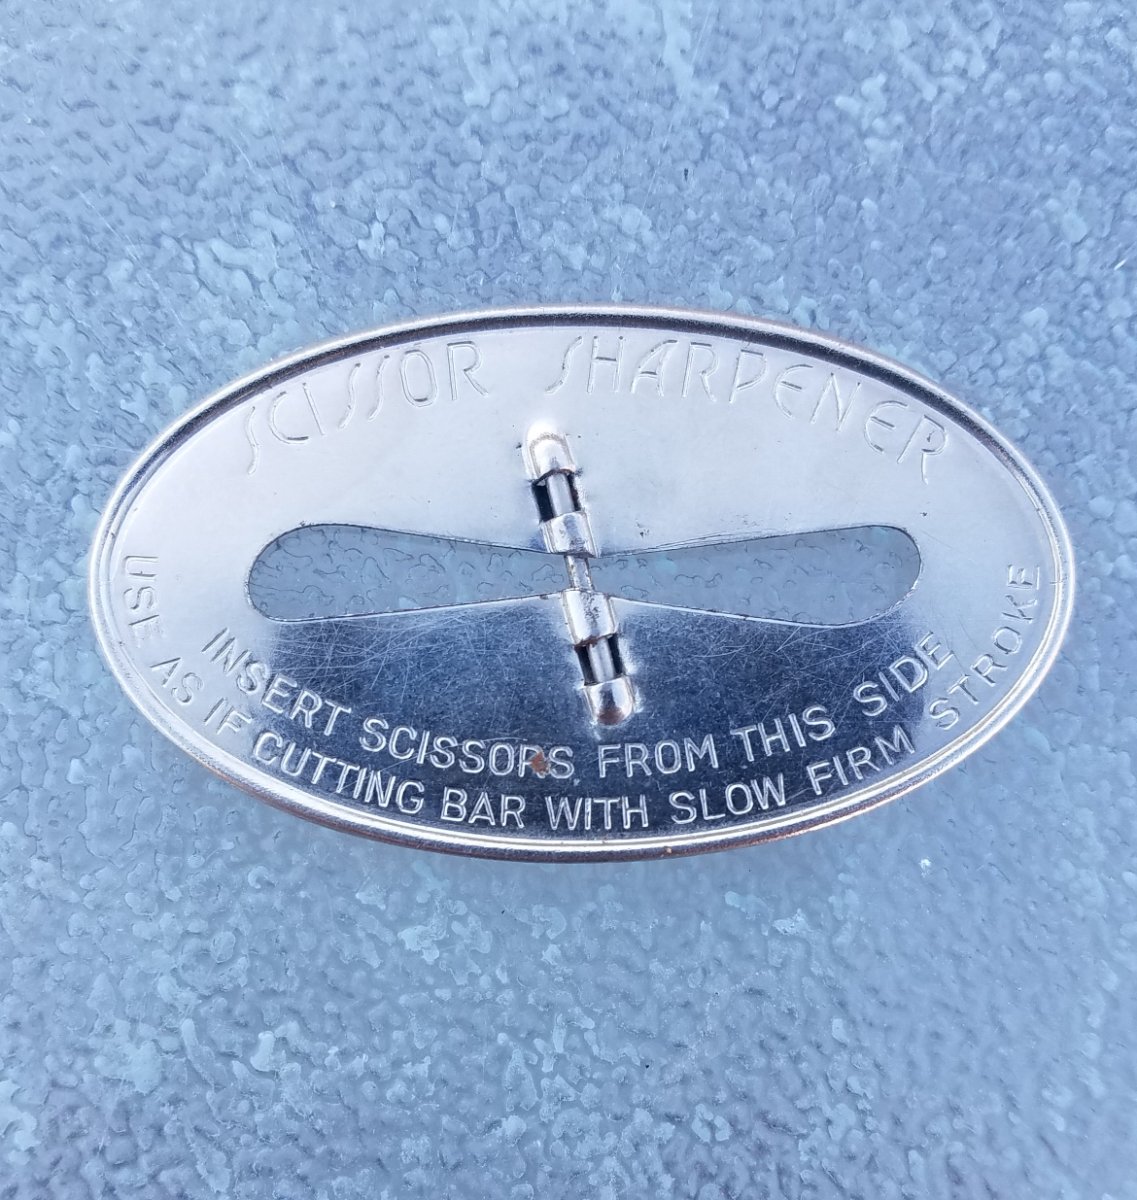 SCISSOR SHARPENER
INSERT SCISSORS FROM THIS SIDE
USE AS IF CUTTING BAR WITH SLOW FIRM STROKE